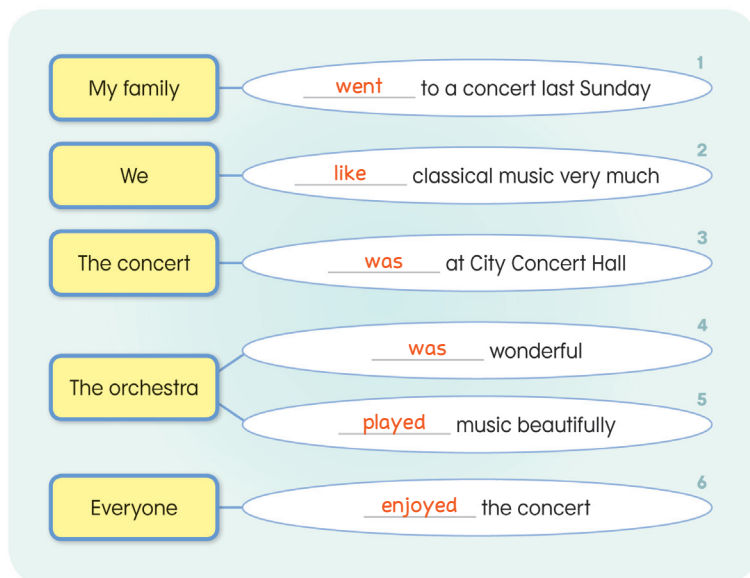 1
My family went to a concert last Sunday
2
We like classical music very much
3
The concert was at City Concert Hall
4
The orchestra was wonderful
5
played music beautifully
6
Everyone enjoyed the concert